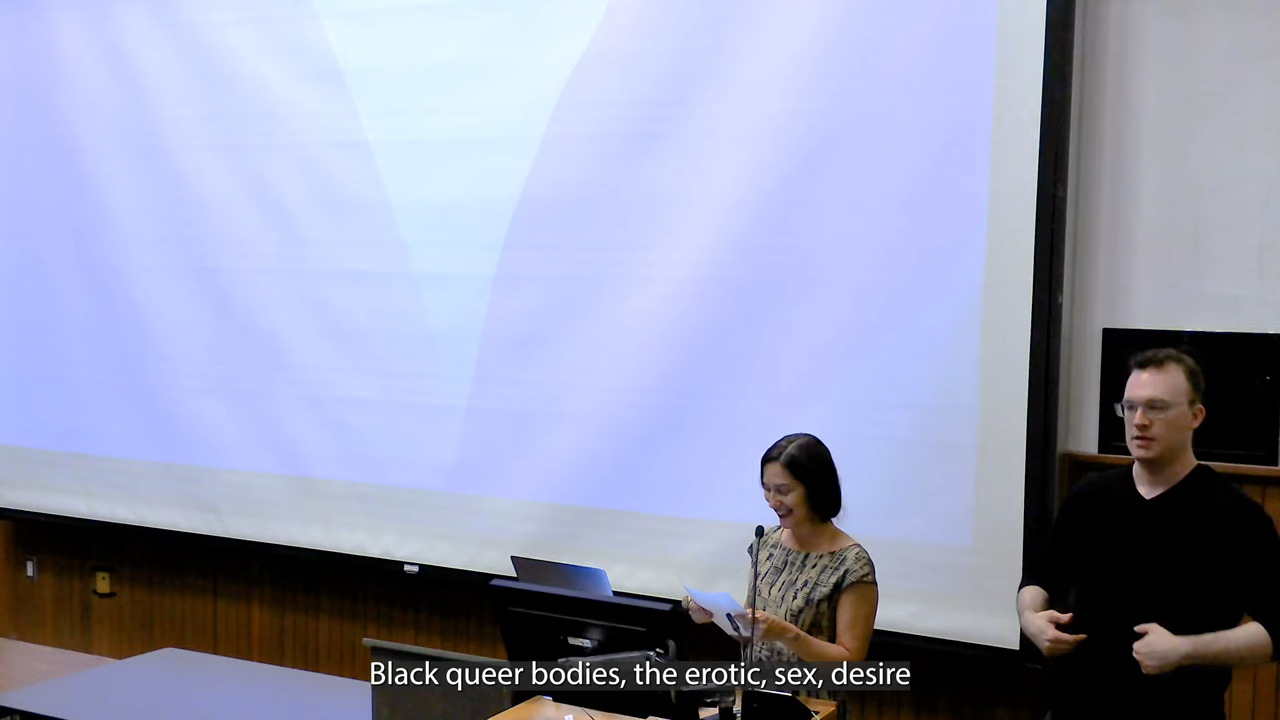 Black queer bodies, the erotic, sex, desire